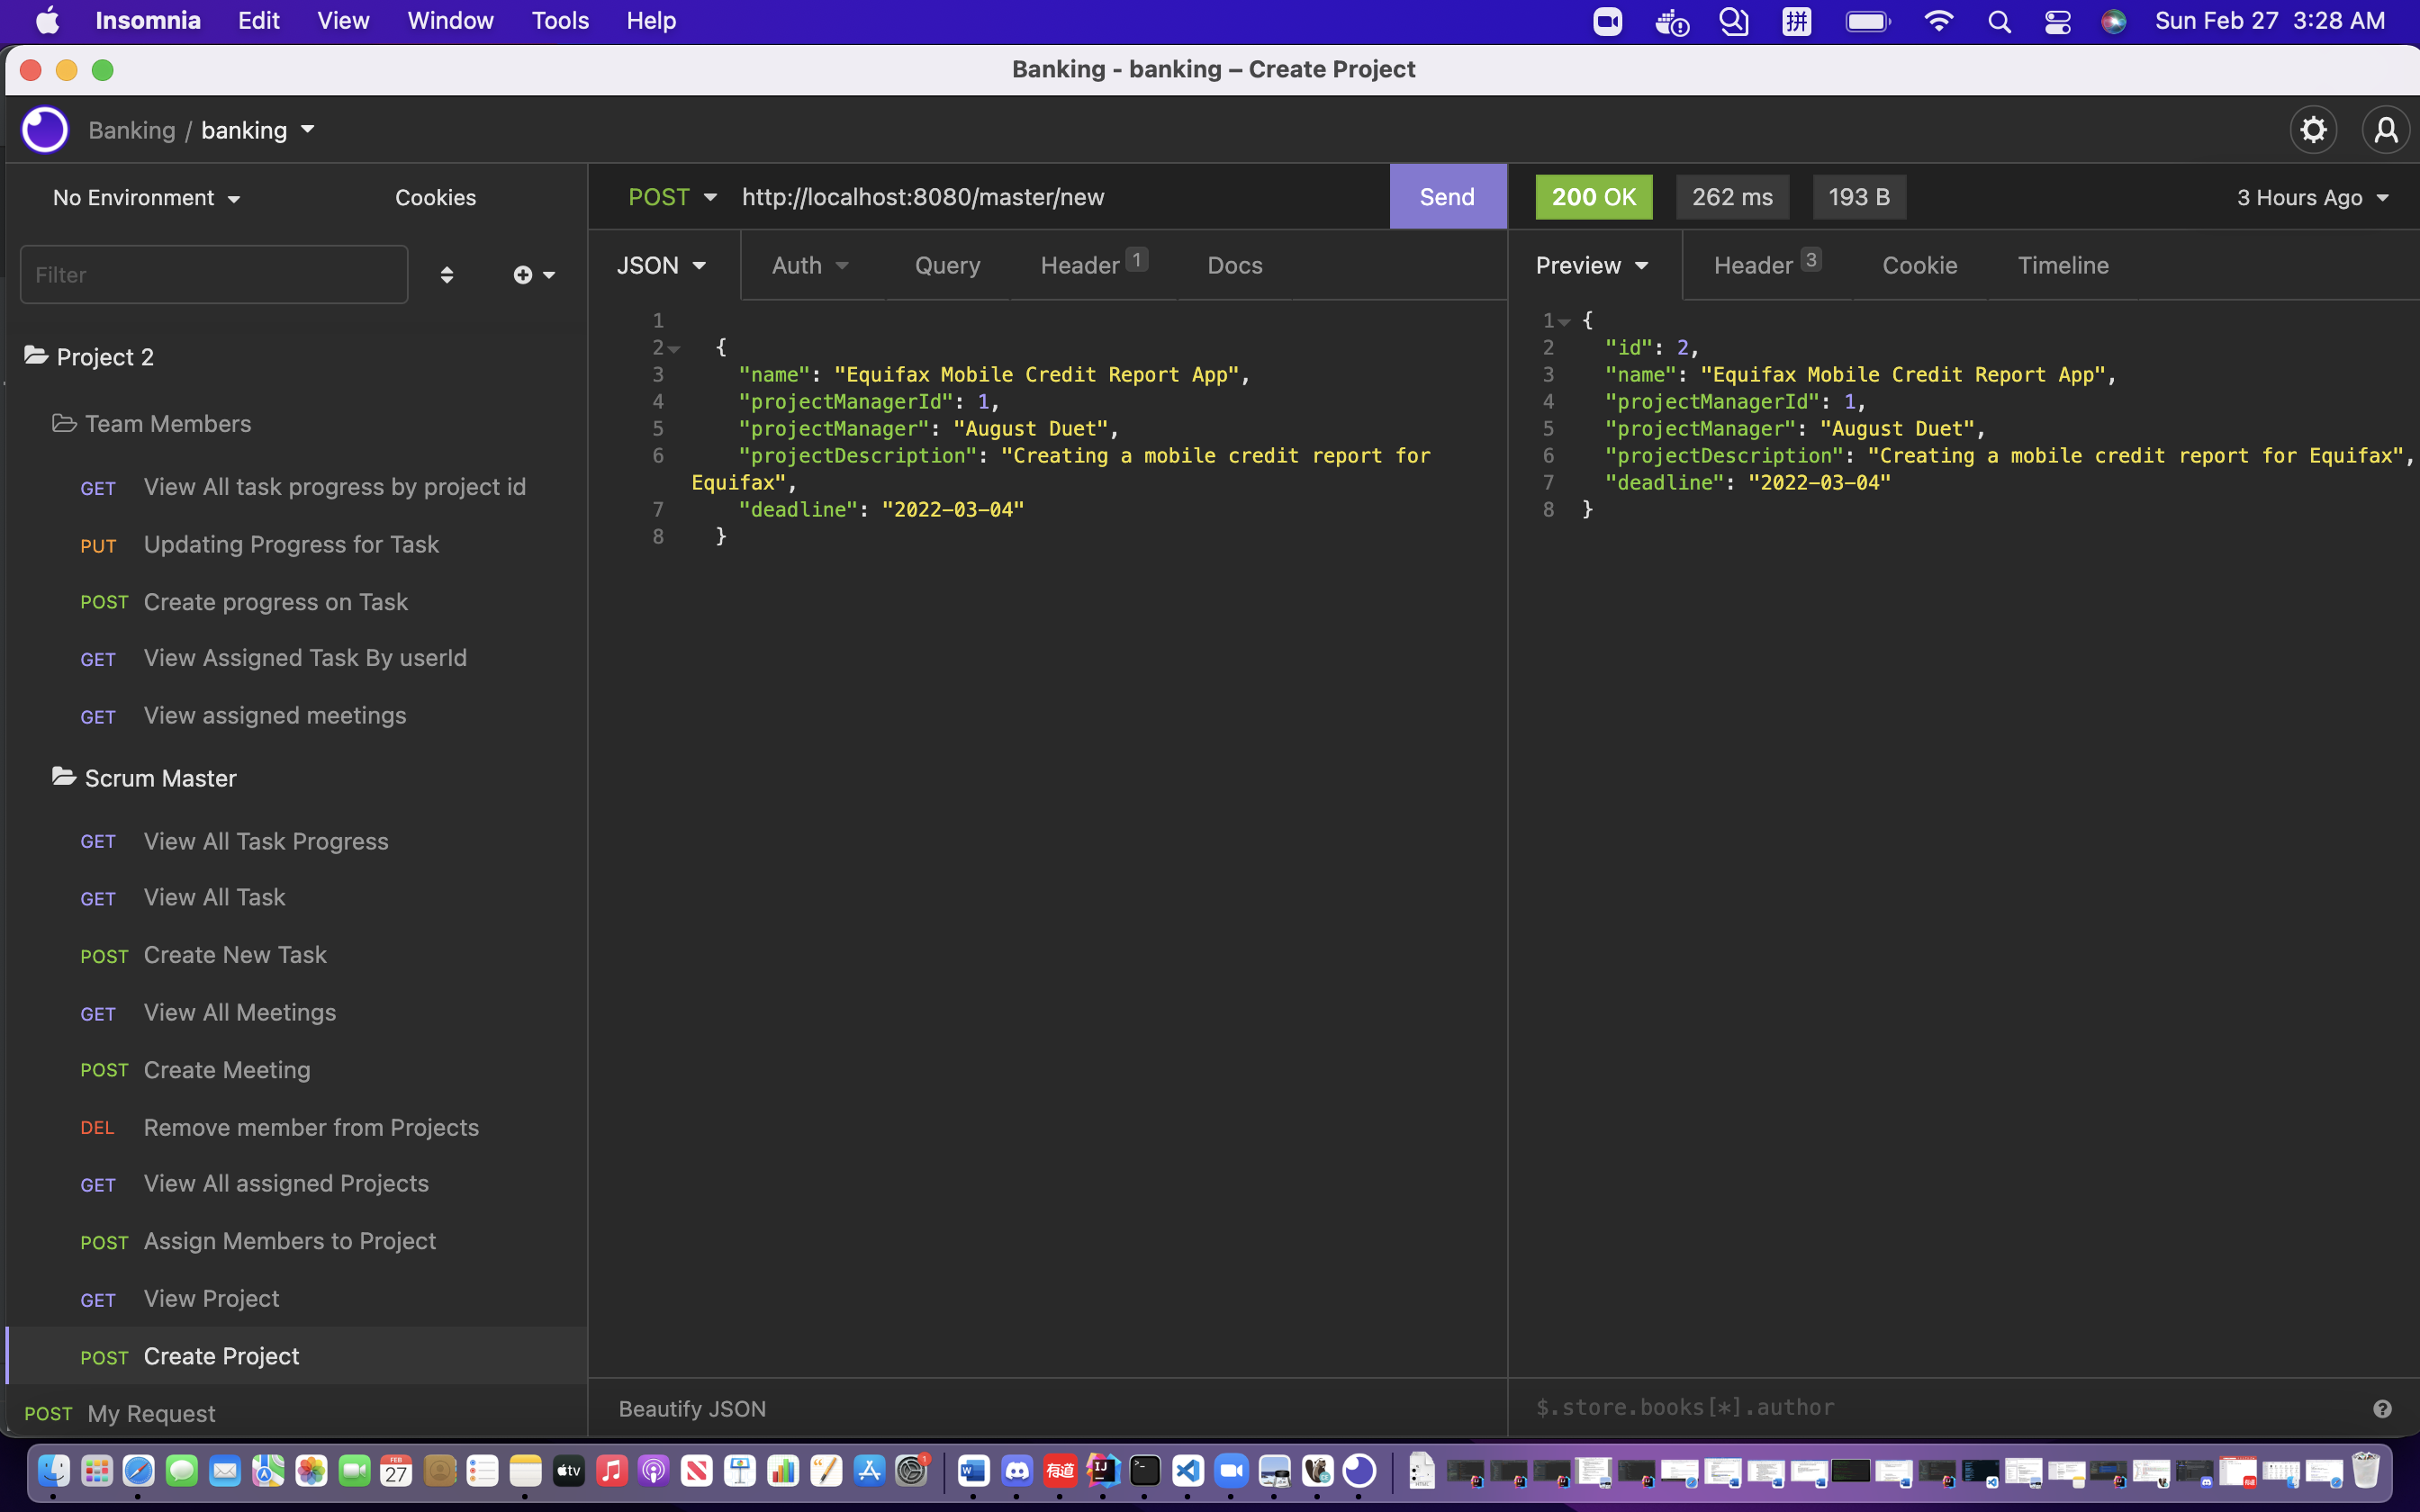 Insomnia Edit View Window Tools Help 拼 Sun Feb 27 3:28 AM
Banking - banking – Create Project
Banking / banking
No Environment Cookies
Filter
Project 2
Team Members
GET View All task progress by project id
PUT Updating Progress for Task
POST Create progress on Task
GET View Assigned Task By userId
GET View assigned meetings
Scrum Master
GET View All Task Progress
GET View All Task
POST Create New Task
GET View All Meetings
POST Create Meeting
DEL Remove member from Projects
GET View All assigned Projects
POST Assign Members to Project
GET View Project
POST Create Project
POST My Request
POST http://localhost:8080/master/new Send
JSON Auth Query Header 1 Docs
1
2 {
3 "name": "Equifax Mobile Credit Report App",
4 "projectManagerId": 1,
5 "projectManager": "August Duet",
6 "projectDescription": "Creating a mobile credit report for
Equifax",
7 "deadline": "2022-03-04"
8 }
Beautify JSON
200 OK 262 ms 193 B 3 Hours Ago
Preview Header 3 Cookie Timeline
1 {
2 "id": 2,
3 "name": "Equifax Mobile Credit Report App",
4 "projectManagerId": 1,
5 "projectManager": "August Duet",
6 "projectDescription": "Creating a mobile credit report for Equifax",
7 "deadline": "2022-03-04"
8 }
$.store.books[*].author
FEB
27
tv
1
W
有道
IJ